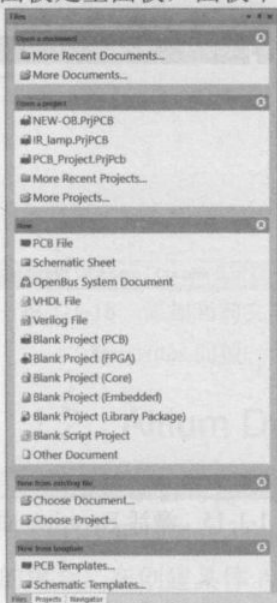 Files
Open a document
More Recent Documents...
More Documents...
Open a project
NEW-OB.PrjPCB
IR_lamp.PrjPCB
PCB_Project.PrjPcb
More Recent Projects...
More Projects...
New
PCB File
Schematic Sheet
OpenBus System Document
VHDL File
Verilog File
Blank Project (PCB)
Blank Project (FPGA)
Blank Project (Core)
Blank Project (Embedded)
Blank Project (Library Package)
Blank Script Project
Other Document
New from existing file
Choose Document...
Choose Project...
New from template
PCB Templates...
Schematic Templates...
Files Projects Navigator